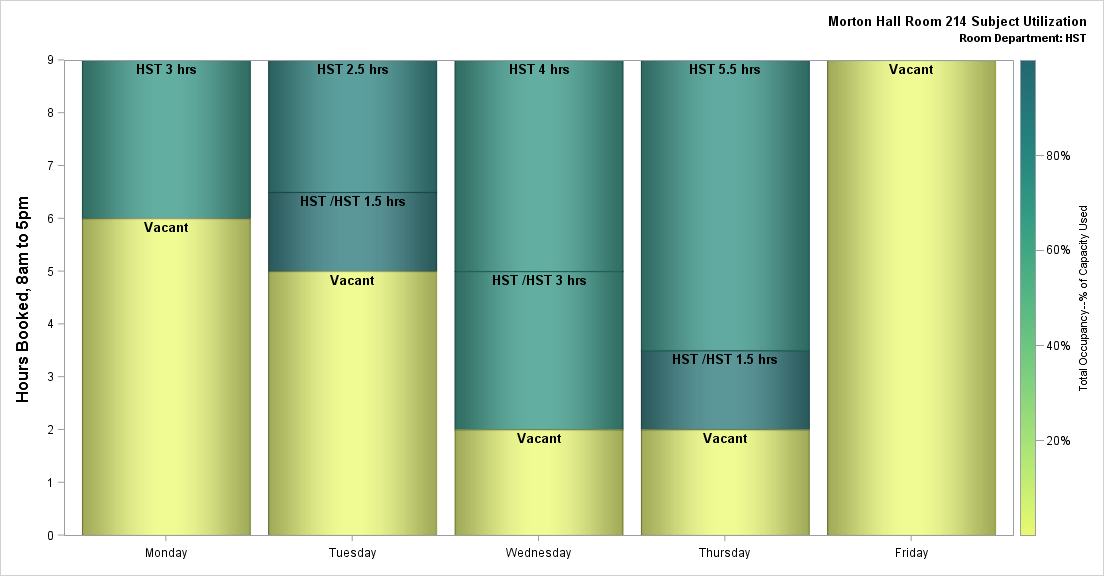 Morton Hall Room 214 Subject Utilization
Room Department: HST
Hours Booked, 8am to 5pm
9
8
7
6
5
4
3
2
1
0
HST 3 hrs
Vacant
HST 2.5 hrs
HST /HST 1.5 hrs
Vacant
HST 4 hrs
HST /HST 3 hrs
Vacant
HST 5.5 hrs
HST /HST 1.5 hrs
Vacant
Vacant
Monday
Tuesday
Wednesday
Thursday
Friday
80%
60%
40%
20%
Total Occupancy--% of Capacity Used